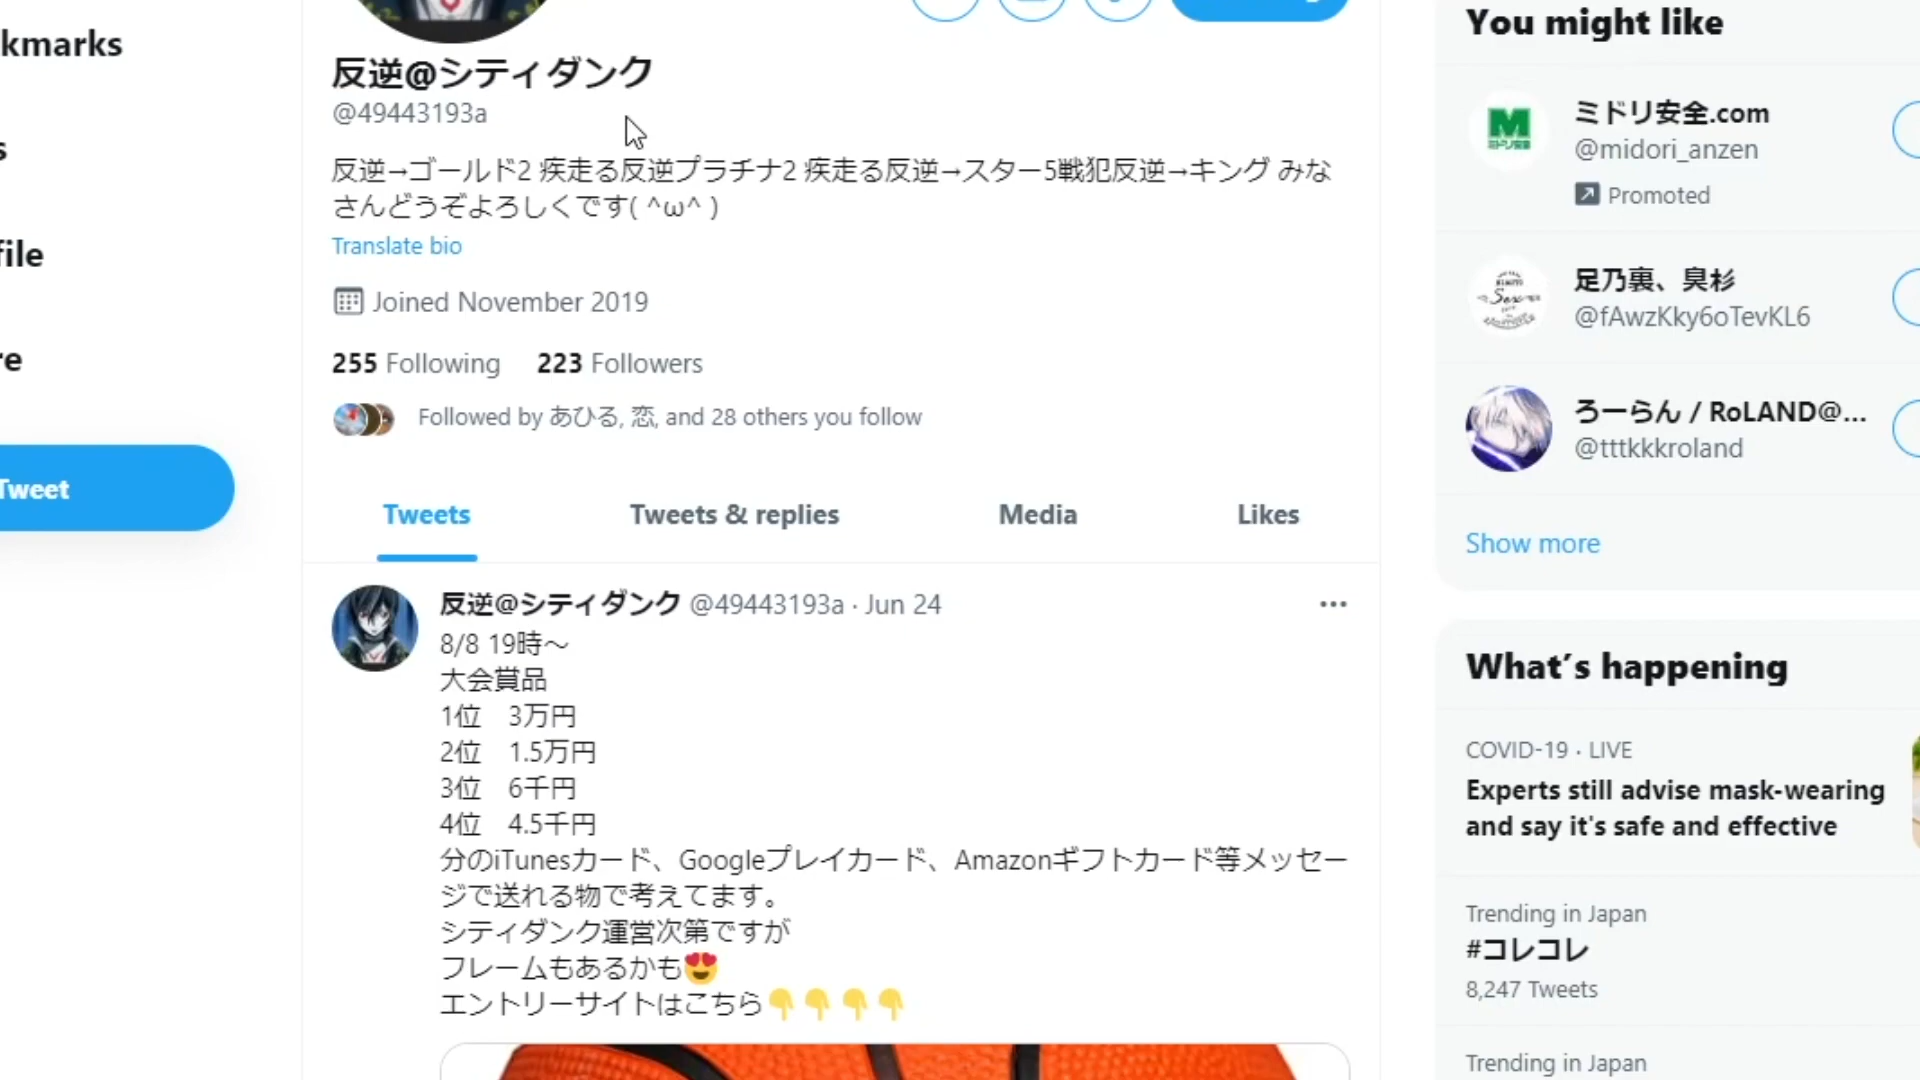 kmarks
s
file
re
Tweet
反逆@シティダンク
@49443193a
反逆→ゴールド2 疾走る反逆プラチナ2 疾走る反逆→スター5戦犯反逆→キング みな
さんどうぞよろしくです( ^ω^ )
Translate bio
Joined November 2019
255 Following 223 Followers
Followed by あひる, 恋, and 28 others you follow
Tweets Tweets & replies Media Likes
反逆@シティダンク @49443193a · Jun 24
8/8 19時～
大会賞品
1位　3万円
2位　1.5万円
3位　6千円
4位　4.5千円
分のiTunesカード、Googleプレイカード、Amazonギフトカード等メッセー
ジで送れる物で考えてます。
シティダンク運営次第ですが
フレームもあるかも😍
エントリーサイトはこちら👇👇👇👇
You might like
ミドリ安全.com
@midori_anzen
Promoted
足乃裏、臭杉
@fAwzKky6oTevKL6
ろーらん / RoLAND@...
@tttkkkroland
Show more
What's happening
COVID-19 · LIVE
Experts still advise mask-wearing
and say it's safe and effective
Trending in Japan
#コレコレ
8,247 Tweets
Trending in Japan